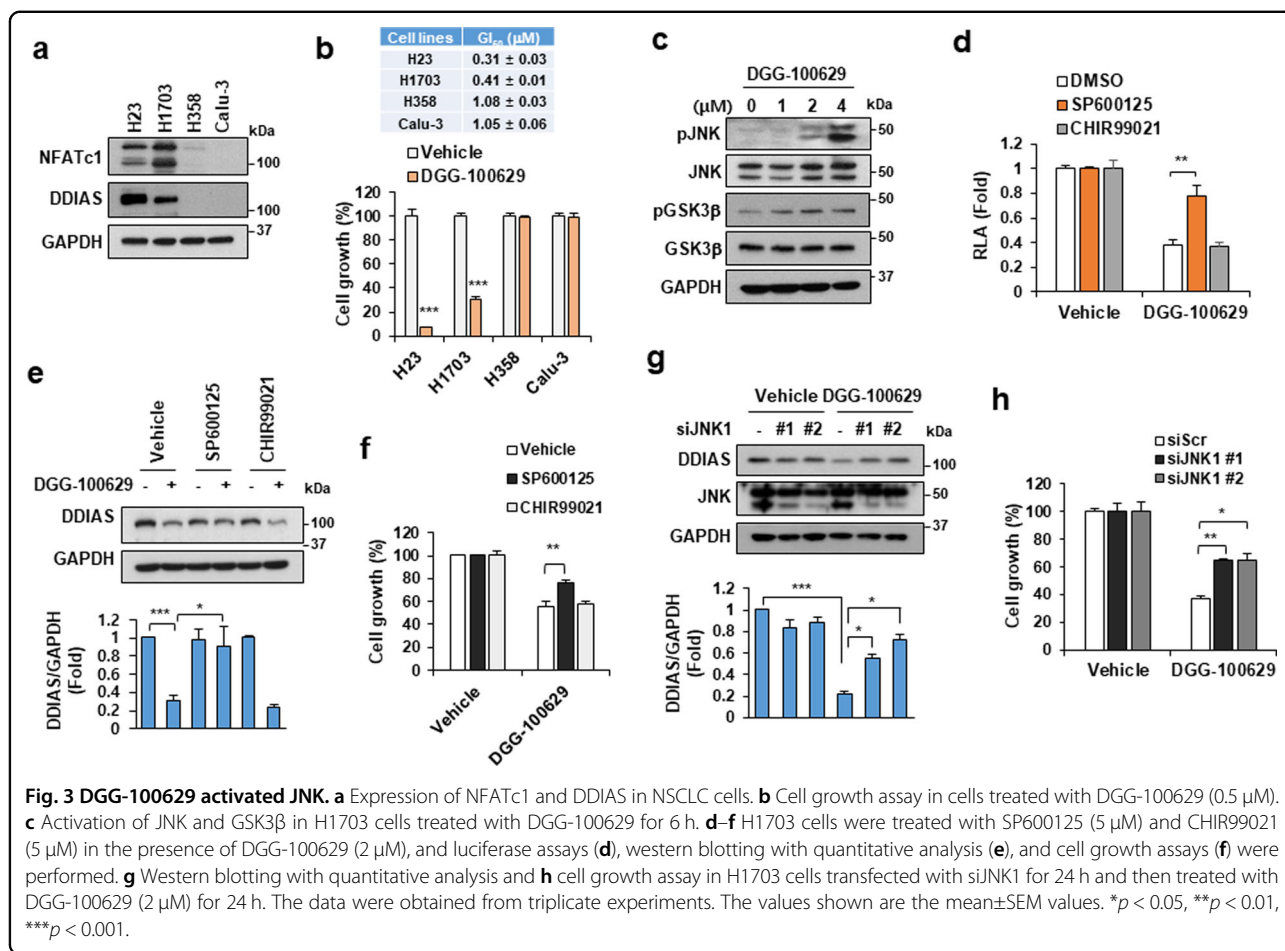 a
H23 H1703 H358 Calu-3
kDa
NFATc1
100
DDIAS
100
37
GAPDH
b
Cell lines GI50 (µM)
H23 0.31 ± 0.03
H1703 0.41 ± 0.01
H358 1.08 ± 0.03
Calu-3 1.05 ± 0.06
Vehicle
DGG-100629
Cell growth (%)
120
100
80
60
40
20
0
*** ***
H23 H1703 H358 Calu-3
c
DGG-100629
(µM) 0 1 2 4 kDa
pJNK 50
JNK 50
pGSK3β 50
GSK3β 50
GAPDH 37
d
DMSO
SP600125
CHIR99021
RLA (Fold)
1.2
1
0.8
0.6
0.4
0.2
0
**
Vehicle DGG-100629
e
Vehicle SP600125 CHIR99021
DGG-100629 - + - + - + kDa
DDIAS 100
37
GAPDH
DDIAS/GAPDH
(Fold)
1.2
1
0.8
0.6
0.4
0.2
0
*** *
f
Vehicle
SP600125
CHIR99021
Cell growth (%)
120
100
80
60
40
20
0
**
Vehicle DGG-100629
g
Vehicle DGG-100629
siJNK1 - #1 #2 - #1 #2 kDa
DDIAS 100
JNK 50
37
GAPDH
DDIAS/GAPDH
(Fold)
1.2
1
0.8
0.6
0.4
0.2
0
*** * *
h
siScr
siJNK1 #1
siJNK1 #2
Cell growth (%)
120
100
80
60
40
20
0
*
**
Vehicle DGG-100629
Fig. 3 DGG-100629 activated JNK. a Expression of NFATc1 and DDIAS in NSCLC cells. b Cell growth assay in cells treated with DGG-100629 (0.5 µM).
c Activation of JNK and GSK3β in H1703 cells treated with DGG-100629 for 6 h. d–f H1703 cells were treated with SP600125 (5 µM) and CHIR99021
(5 µM) in the presence of DGG-100629 (2 µM), and luciferase assays (d), western blotting with quantitative analysis (e), and cell growth assays (f) were
performed. g Western blotting with quantitative analysis and h cell growth assay in H1703 cells transfected with siJNK1 for 24 h and then treated with
DGG-100629 (2 µM) for 24 h. The data were obtained from triplicate experiments. The values shown are the mean±SEM values. *p < 0.05, **p < 0.01,
***p < 0.001.